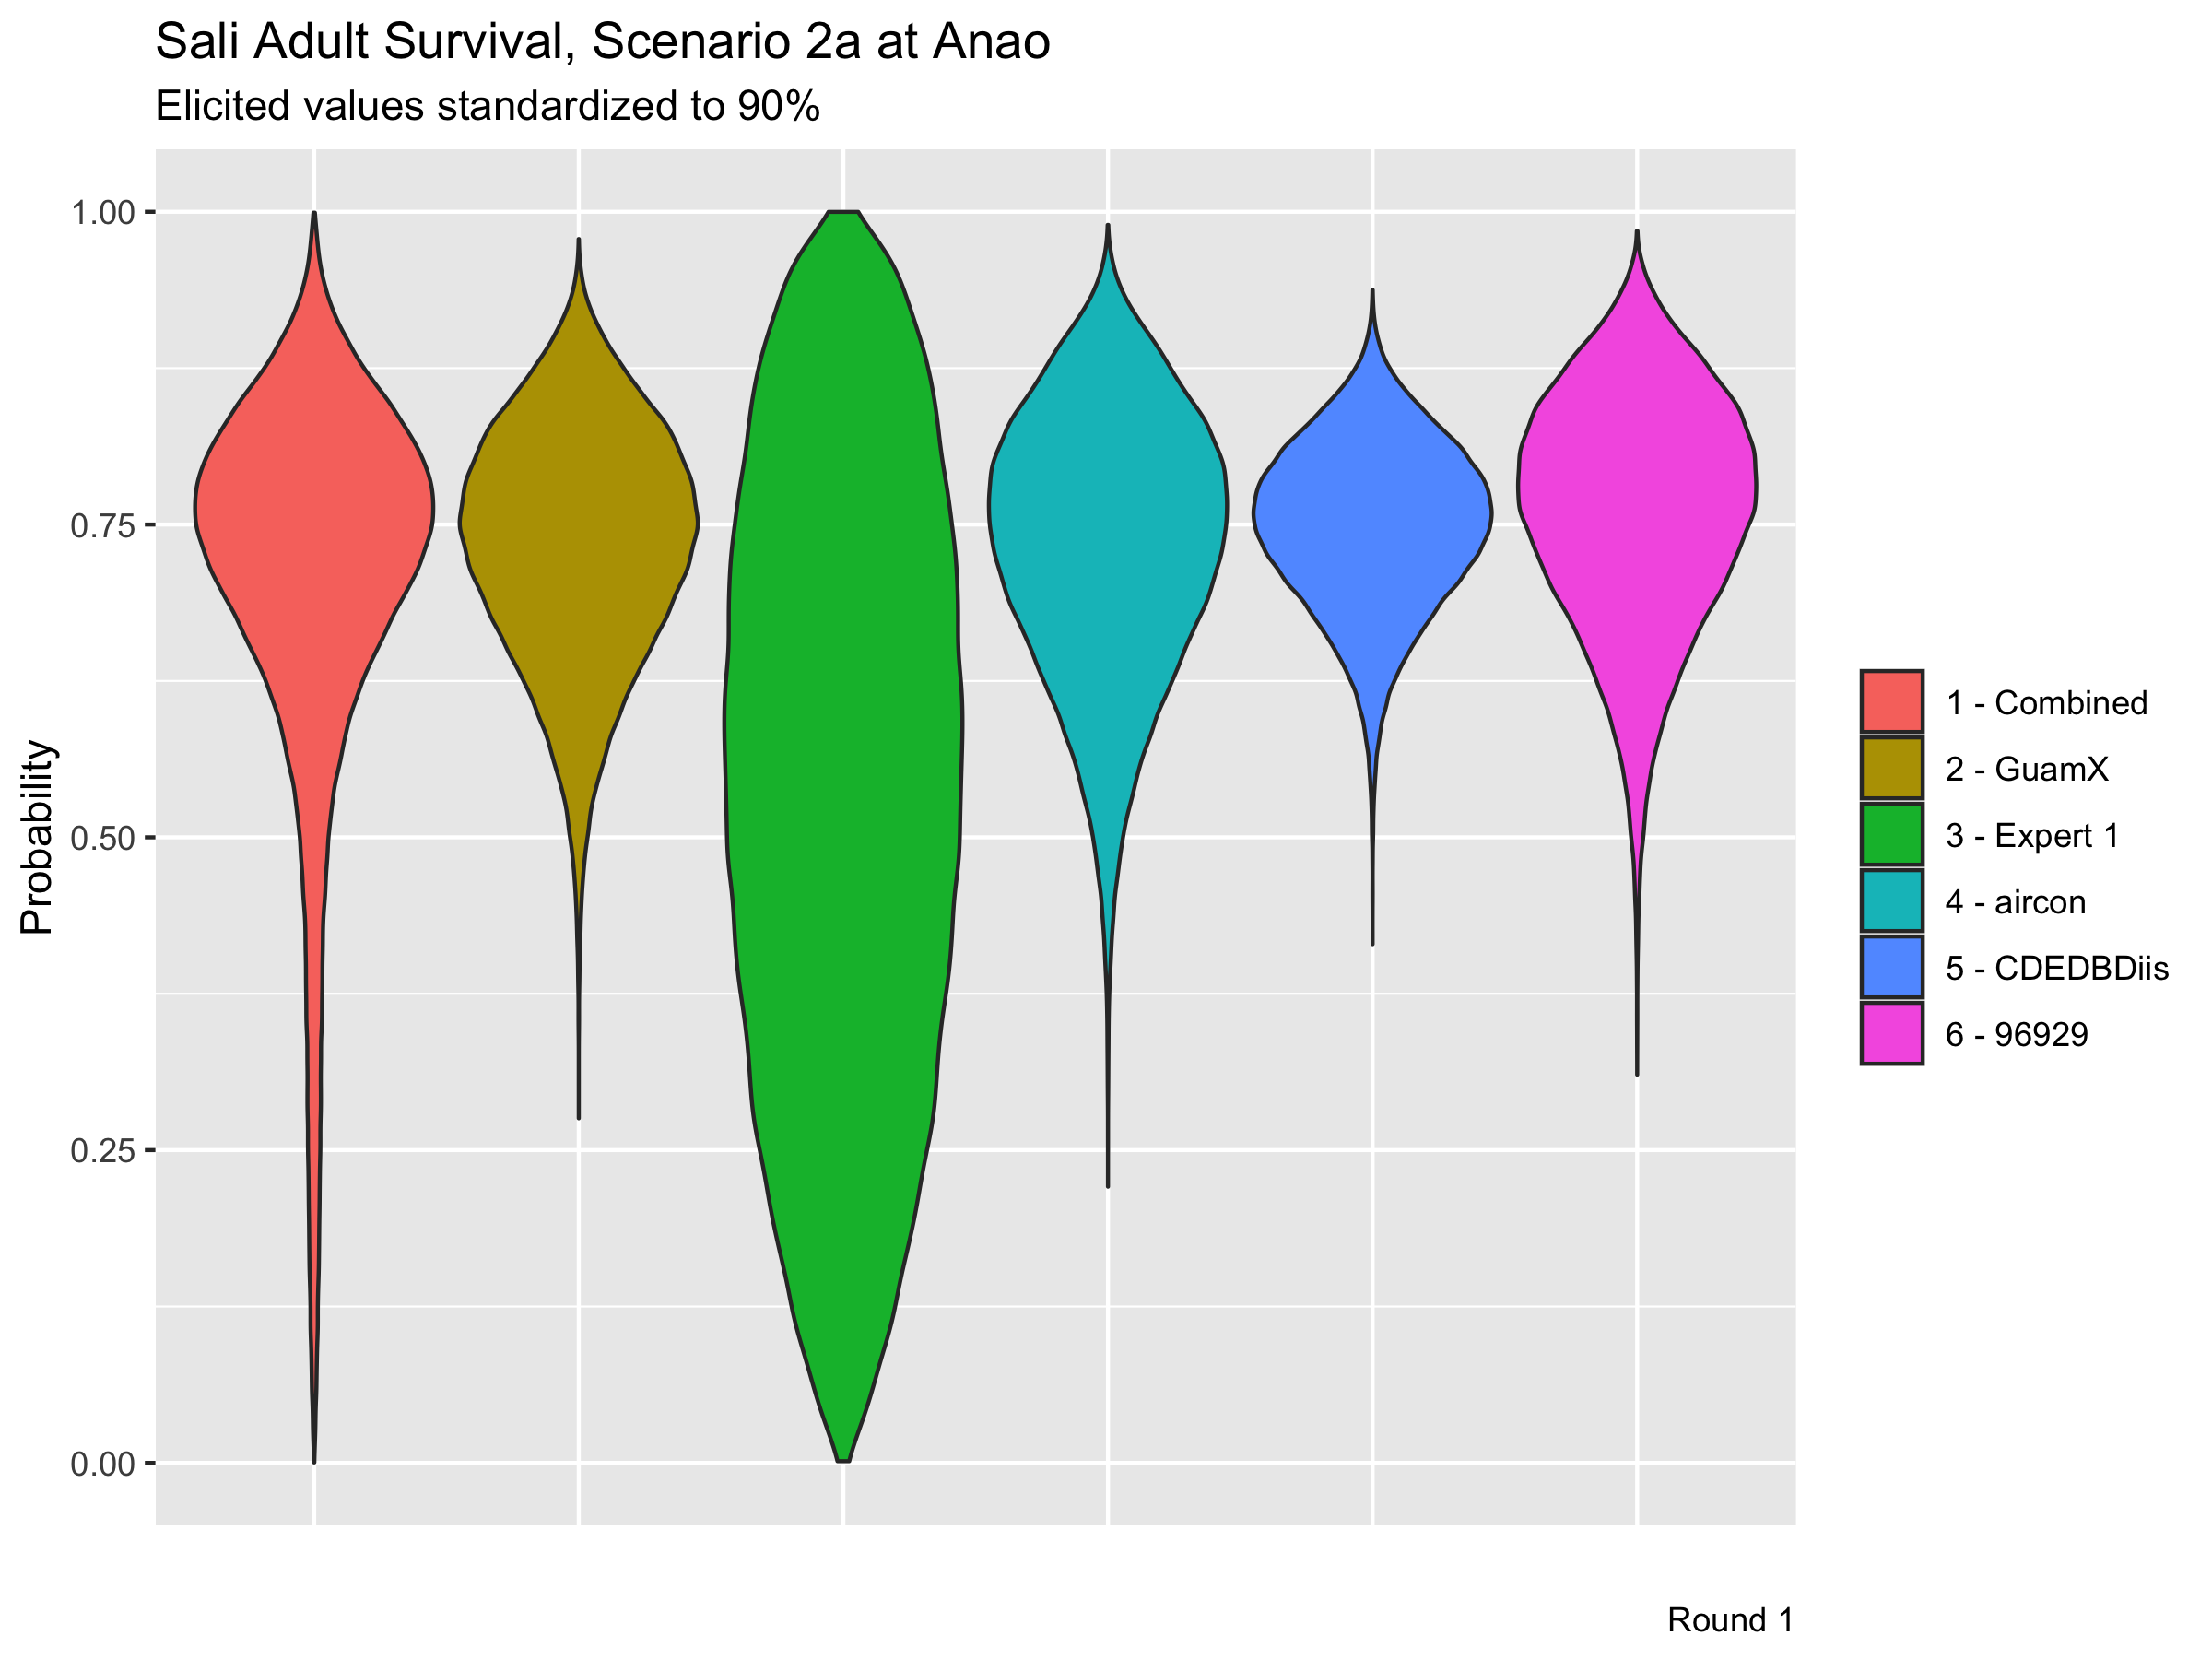 Sali Adult Survival, Scenario 2a at Anao
Elicited values standardized to 90%
1.00
0.75
0.50
0.25
0.00
Probability
1 - Combined
2 - GuamX
3 - Expert 1
4 - aircon
5 - CDEDBDiis
6 - 96929
Round 1